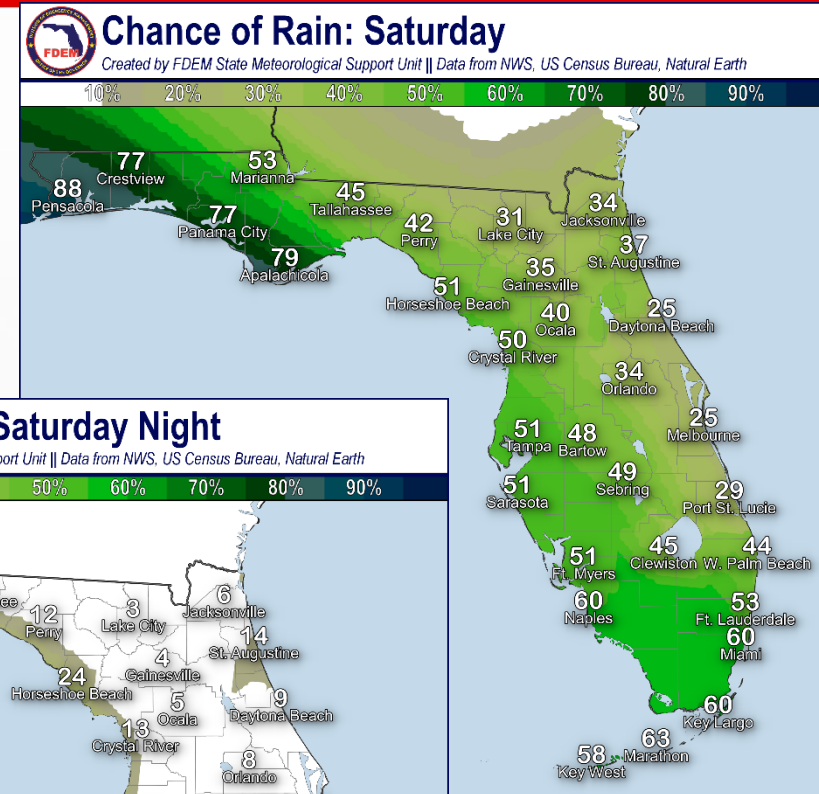 FDEM
Chance of Rain: Saturday
Created by FDEM State Meteorological Support Unit || Data from NWS, US Census Bureau, Natural Earth
10% 20% 30% 40% 50% 60% 70% 80% 90%
77
Crestview
53
Marianna
88
Pensacola
45
Tallahassee
77
Panama City
42
Perry
31
Lake City
34
Jacksonville
37
St. Augustine
79
Apalachicola
35
Gainesville
51
Horseshoe Beach
40
Ocala
25
Daytona Beach
50
Crystal River
34
Orlando
51
Tampa
48
Bartow
25
Melbourne
51
Sarasota
49
Sebring
29
Port St. Lucie
51
Ft. Myers
45
Clewiston
44
W. Palm Beach
60
Naples
53
Ft. Lauderdale
60
Miami
60
Key Largo
63
Marathon
58
Key West
Saturday Night
port Unit || Data from NWS, US Census Bureau, Natural Earth
50% 60% 70% 80% 90%
ee
12
Perry
3
Lake City
6
Jacksonville
14
St. Augustine
4
Gainesville
24
Horseshoe Beach
5
Ocala
9
Daytona Beach
13
Crystal River
8
Orlando